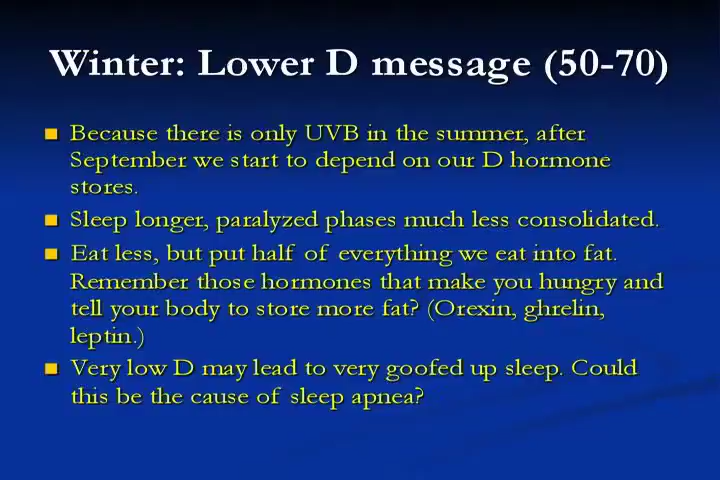 Winter: Lower D message (50-70)
Because there is only UVB in the summer, after
September we start to depend on our D hormone
stores.
Sleep longer, paralyzed phases much less consolidated.
Eat less, but put half of everything we eat into fat.
Remember those hormones that make you hungry and
tell your body to store more fat? (Orexin, ghrelin,
leptin.)
Very low D may lead to very goofed up sleep. Could
this be the cause of sleep apnea?